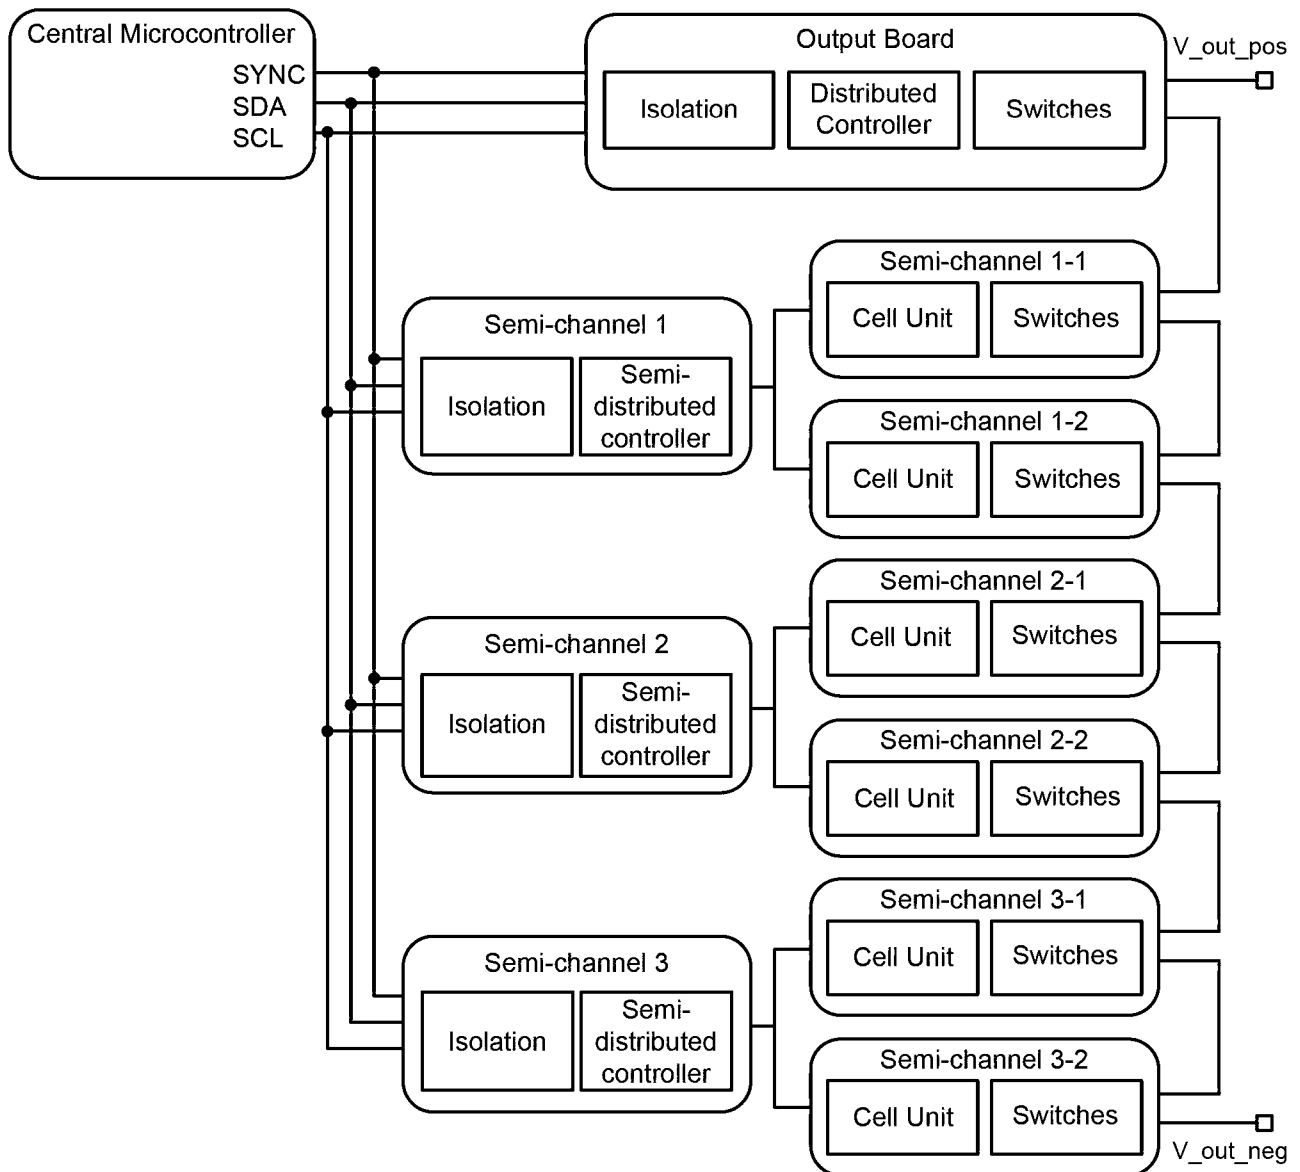 Central Microcontroller
SYNC
SDA
SCL
Output Board
Isolation
Distributed
Controller
Switches
V_out_pos
Semi-channel 1
Isolation
Semi-
distributed
controller
Semi-channel 1-1
Cell Unit
Switches
Semi-channel 1-2
Cell Unit
Switches
Semi-channel 2
Isolation
Semi-
distributed
controller
Semi-channel 2-1
Cell Unit
Switches
Semi-channel 2-2
Cell Unit
Switches
Semi-channel 3
Isolation
Semi-
distributed
controller
Semi-channel 3-1
Cell Unit
Switches
Semi-channel 3-2
Cell Unit
Switches
V_out_neg